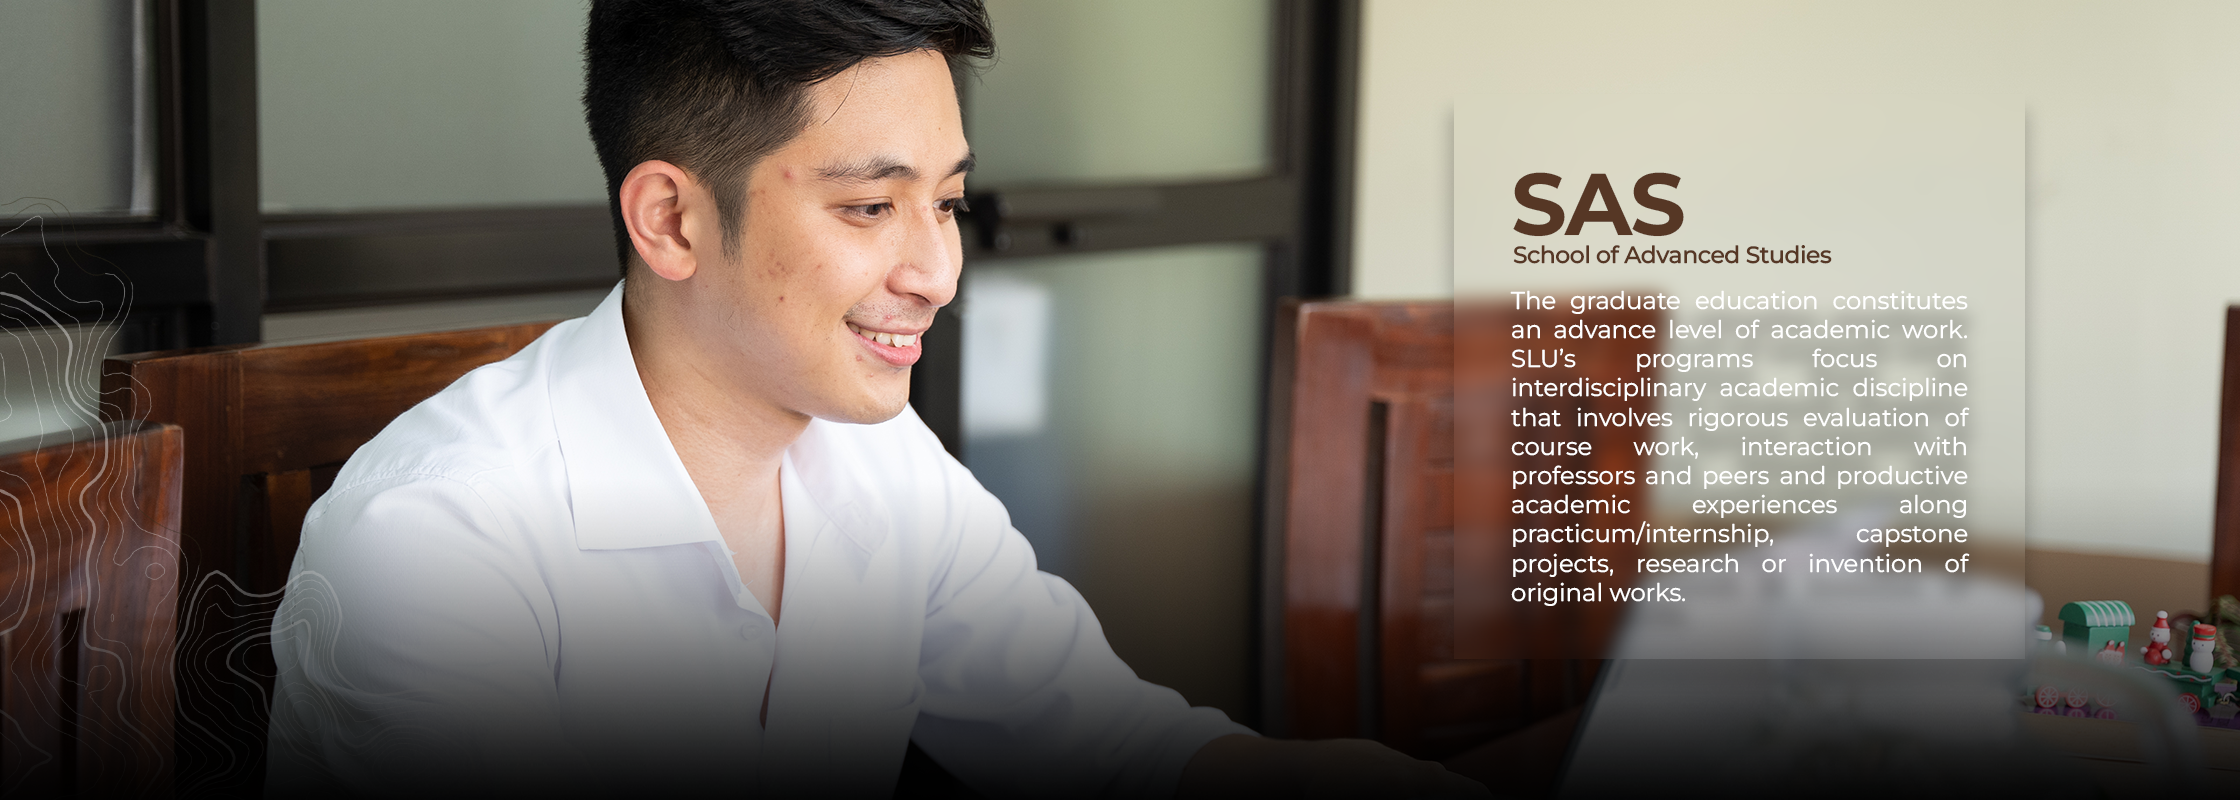 SAS
School of Advanced Studies
The graduate education constitutes
an advance level of academic work.
SLU’s programs focus on
interdisciplinary academic discipline
that involves rigorous evaluation of
course work, interaction with
professors and peers and productive
academic experiences along
practicum/internship, capstone
projects, research or invention of
original works.